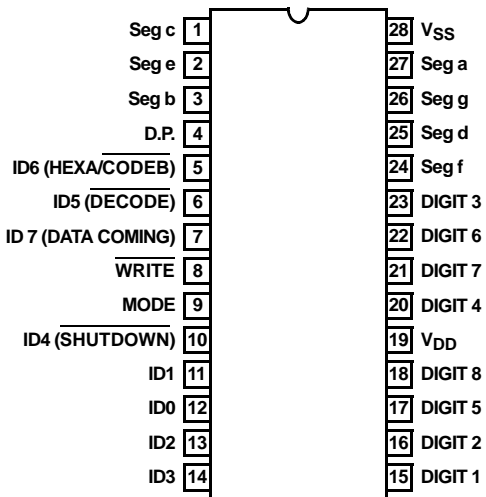 Seg c 1 28 VSS
Seg e 2 27 Seg a
Seg b 3 26 Seg g
D.P. 4 25 Seg d
ID6 (HEXA/CODEB) 5 24 Seg f
ID5 (DECODE) 6 23 DIGIT 3
ID 7 (DATA COMING) 7 22 DIGIT 6
WRITE 8 21 DIGIT 7
MODE 9 20 DIGIT 4
ID4 (SHUTDOWN) 10 19 VDD
ID1 11 18 DIGIT 8
ID0 12 17 DIGIT 5
ID2 13 16 DIGIT 2
ID3 14 15 DIGIT 1